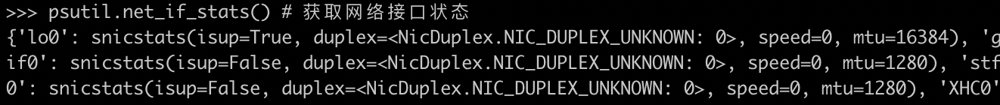 >>> psutil.net_if_stats() # 获取网络接口状态
{'lo0': snicstats(isup=True, duplex=<NicDuplex.NIC_DUPLEX_UNKNOWN: 0>, speed=0, mtu=16384), 'g
if0': snicstats(isup=False, duplex=<NicDuplex.NIC_DUPLEX_UNKNOWN: 0>, speed=0, mtu=1280), 'stf
0': snicstats(isup=False, duplex=<NicDuplex.NIC_DUPLEX_UNKNOWN: 0>, speed=0, mtu=1280), 'XHC0'